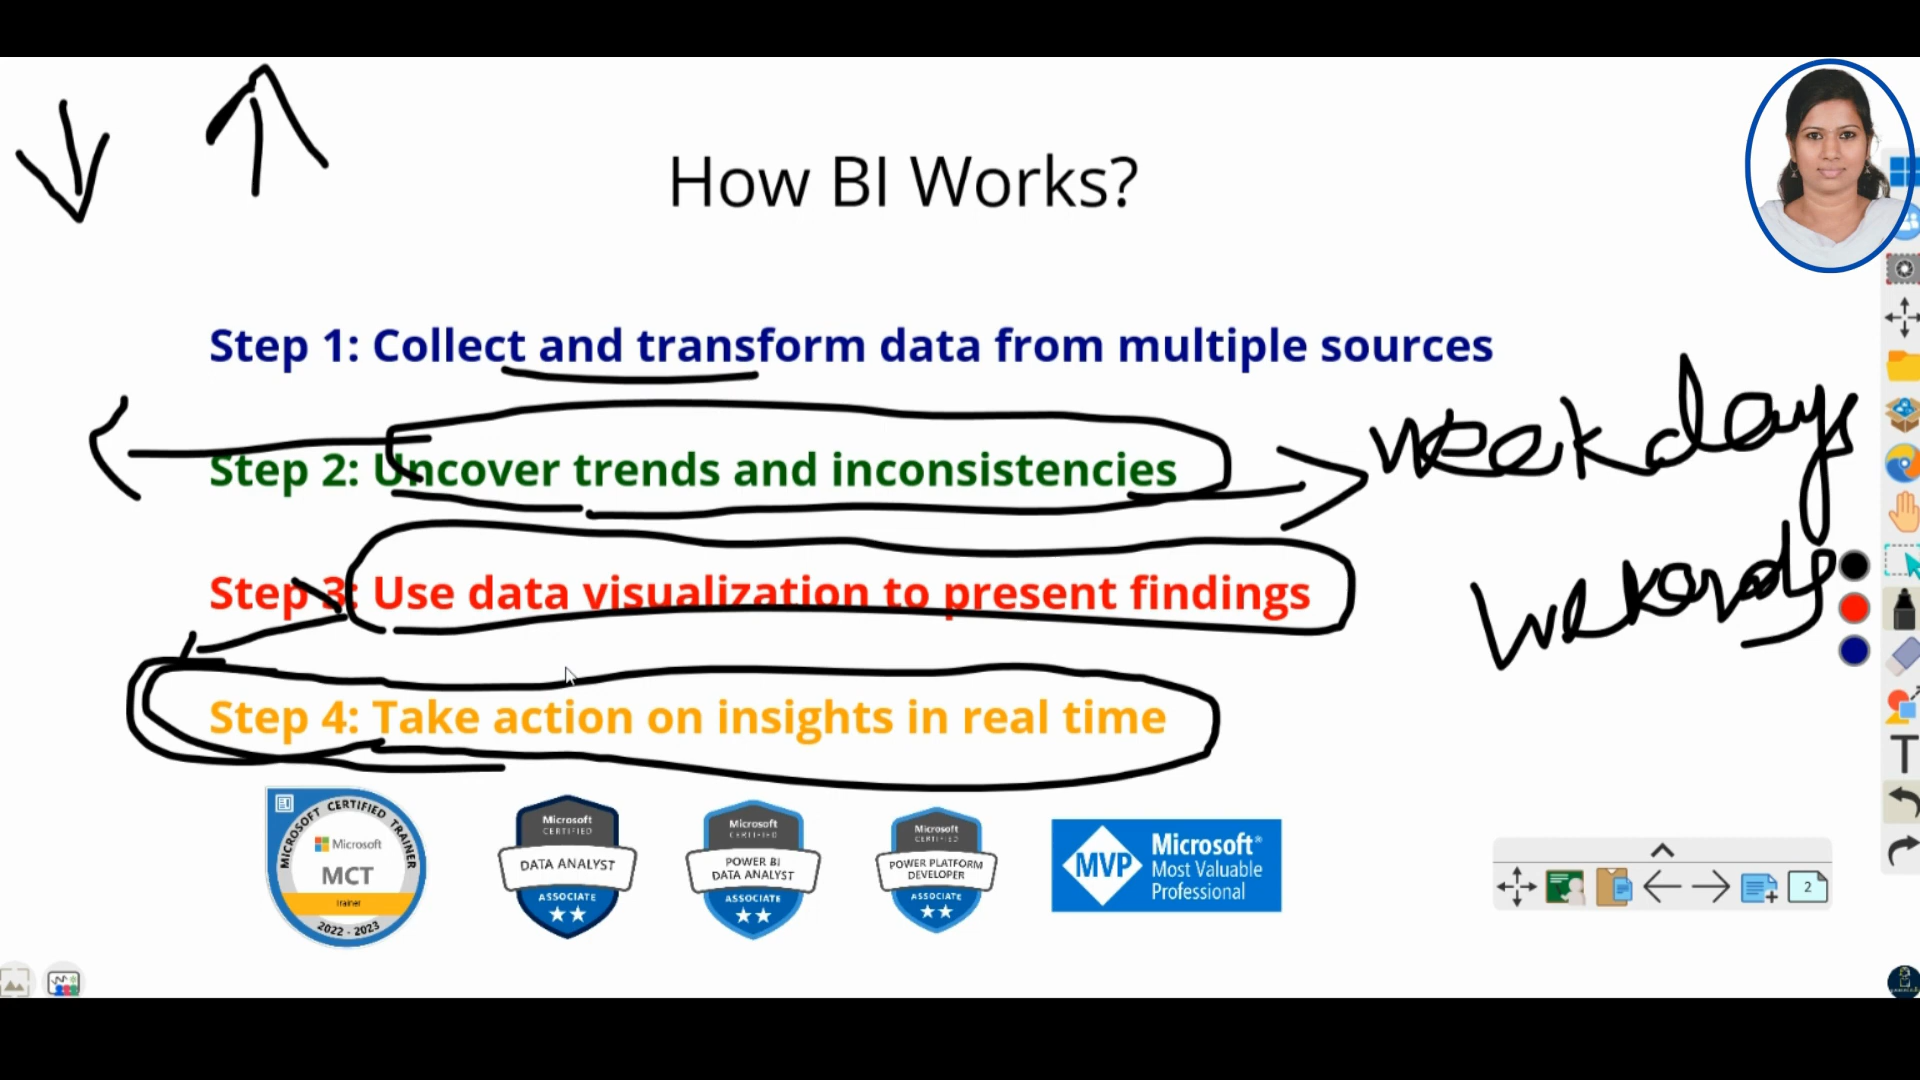 How BI Works?
Step 1: Collect and transform data from multiple sources
weekdays
Step 2: Uncover trends and inconsistencies
Step 3: Use data visualization to present findings
wekends
Step 4: Take action on insights in real time
MICROSOFT CERTIFIED TRAINER
Microsoft
MCT
Trainer
2022 - 2023
Microsoft
CERTIFIED
DATA ANALYST
ASSOCIATE
Microsoft
CERTIFIED
POWER BI
DATA ANALYST
ASSOCIATE
Microsoft
CERTIFIED
POWER PLATFORM
DEVELOPER
ASSOCIATE
MVP
Microsoft®
Most Valuable
Professional
T
2